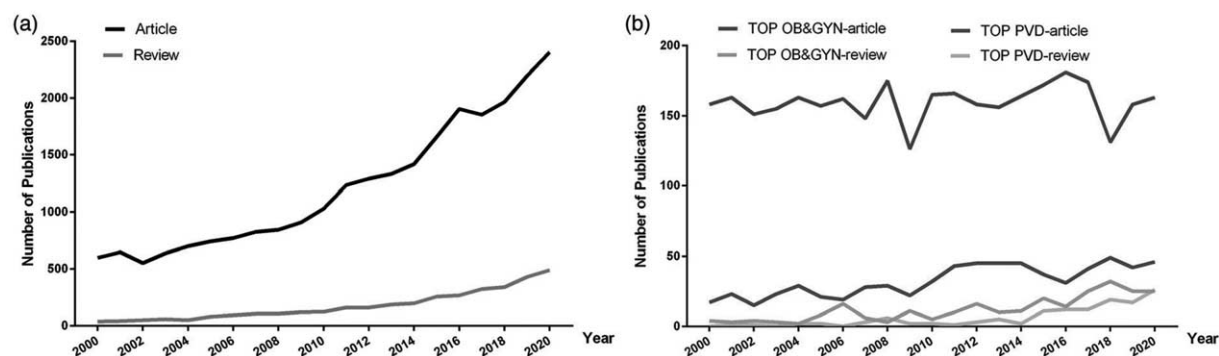 (a)
Article
Review
Number of Publications
2500
2000
1500
1000
500
0
2000 2002 2004 2006 2008 2010 2012 2014 2016 2018 2020
Year
(b)
TOP OB&GYN-article TOP PVD-article
TOP OB&GYN-review TOP PVD-review
Number of Publications
200
150
100
50
0
2000 2002 2004 2006 2008 2010 2012 2014 2016 2018 2020
Year